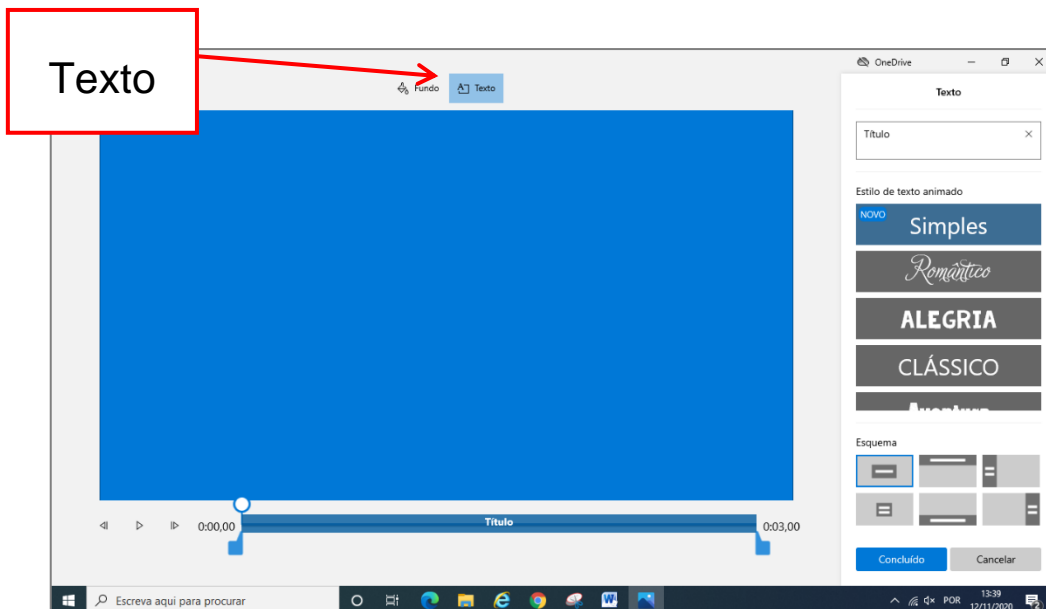 Texto
OneDrive
Fundo
Texto
Texto
Título
Estilo de texto animado
NOVO
Simples
Romântico
ALEGRIA
CLÁSSICO
Esquema
0:00,00
Título
0:03,00
Concluído
Cancelar
Escreva aqui para procurar
POR
13:39
12/11/2020
2